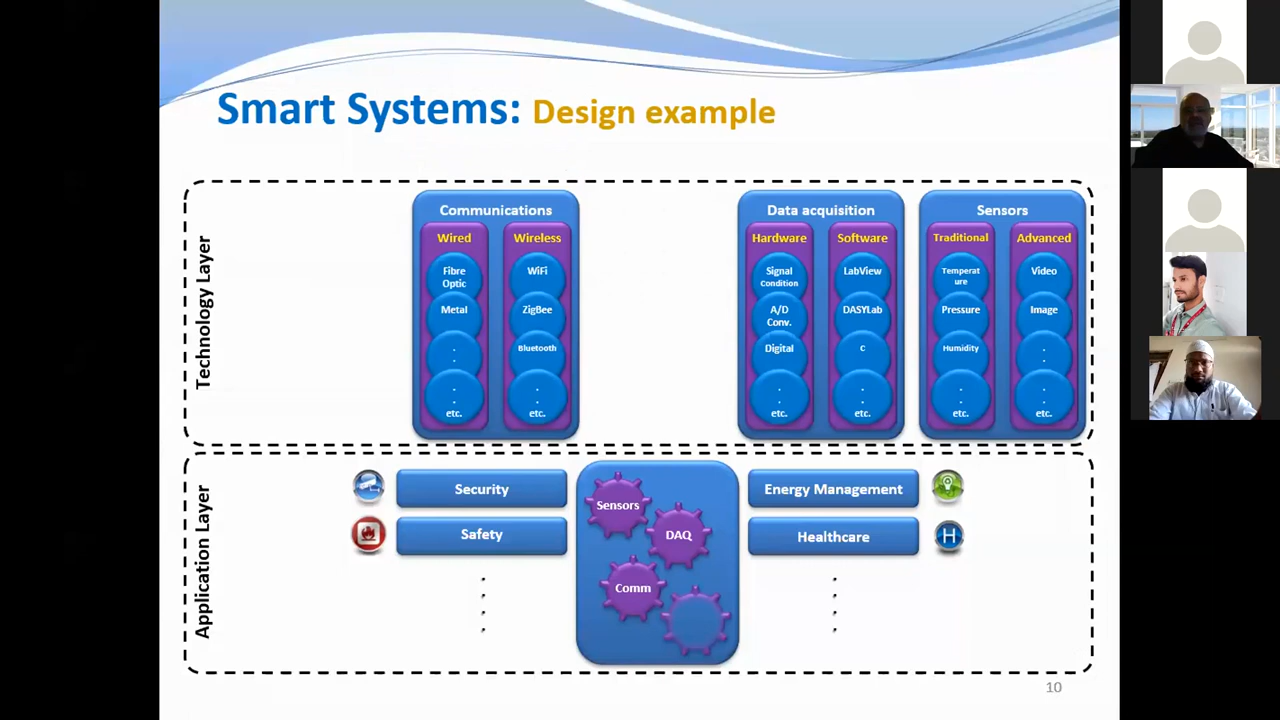 Smart Systems: Design example
Technology Layer
Communications
Wired
Fibre
Optic
Metal
.
.
.
.
etc.
Wireless
WiFi
ZigBee
Bluetooth
.
.
etc.
Data acquisition
Hardware
Signal
Condition
A/D
Conv.
Digital
.
.
etc.
Software
LabView
DASYLab
C
.
.
etc.
Sensors
Traditional
Temperat
ure
Pressure
Humidity
.
.
etc.
Advanced
Video
Image
.
.
.
.
etc.
Application Layer
Security
Safety
Sensors
DAQ
Comm
Energy Management
Healthcare
H
10